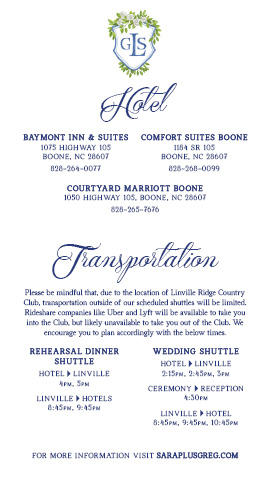 GLS
Hotel
BAYMONT INN & SUITES
1075 HIGHWAY 105
BOONE, NC 28607
828-264-0077
COMFORT SUITES BOONE
1184 SR 105
BOONE, NC 28607
828-268-0099
COURTYARD MARRIOTT BOONE
1050 HIGHWAY 105, BOONE, NC 28607
828-265-7676
Transportation
Please be mindful that, due to the location of Linville Ridge Country
Club, transportation outside of our scheduled shuttles will be limited.
Rideshare companies like Uber and Lyft will be available to take you
into the Club, but likely unavailable to take you out of the Club. We
encourage you to plan accordingly with the below times.
REHEARSAL DINNER
SHUTTLE
HOTEL ▸ LINVILLE
4PM, 5PM
LINVILLE ▸ HOTELS
8:45PM, 9:45PM
WEDDING SHUTTLE
HOTEL ▸ LINVILLE
2:15PM, 2:45PM, 3PM
CEREMONY ▸ RECEPTION
4:30PM
LINVILLE ▸ HOTEL
8:45PM, 9:45PM, 10:45PM
FOR MORE INFORMATION VISIT SARAPLUSGREG.COM